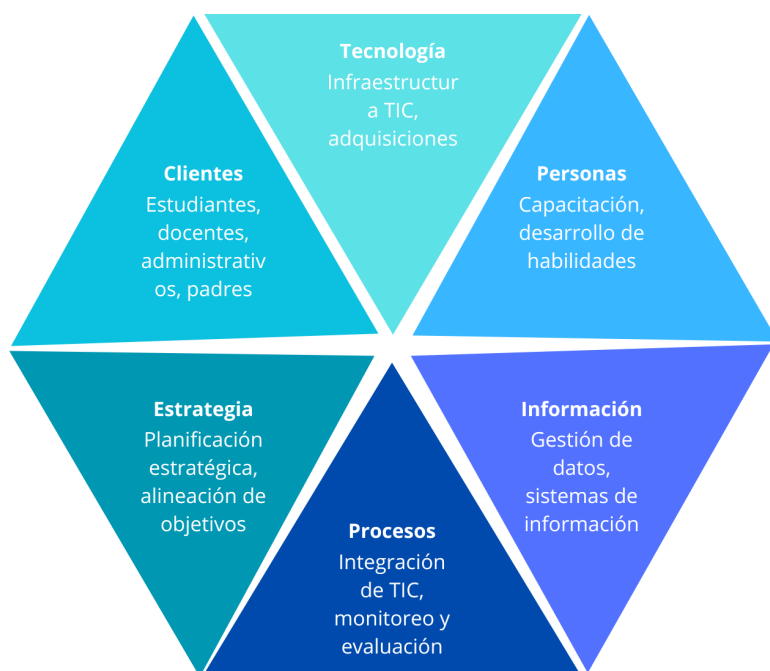 Tecnología
Infraestructur
a TIC,
adquisiciones
Clientes
Estudiantes,
docentes,
administrativ
os, padres
Personas
Capacitación,
desarrollo de
habilidades
Estrategia
Planificación
estratégica,
alineación de
objetivos
Información
Gestión de
datos,
sistemas de
información
Procesos
Integración
de TIC,
monitoreo y
evaluación